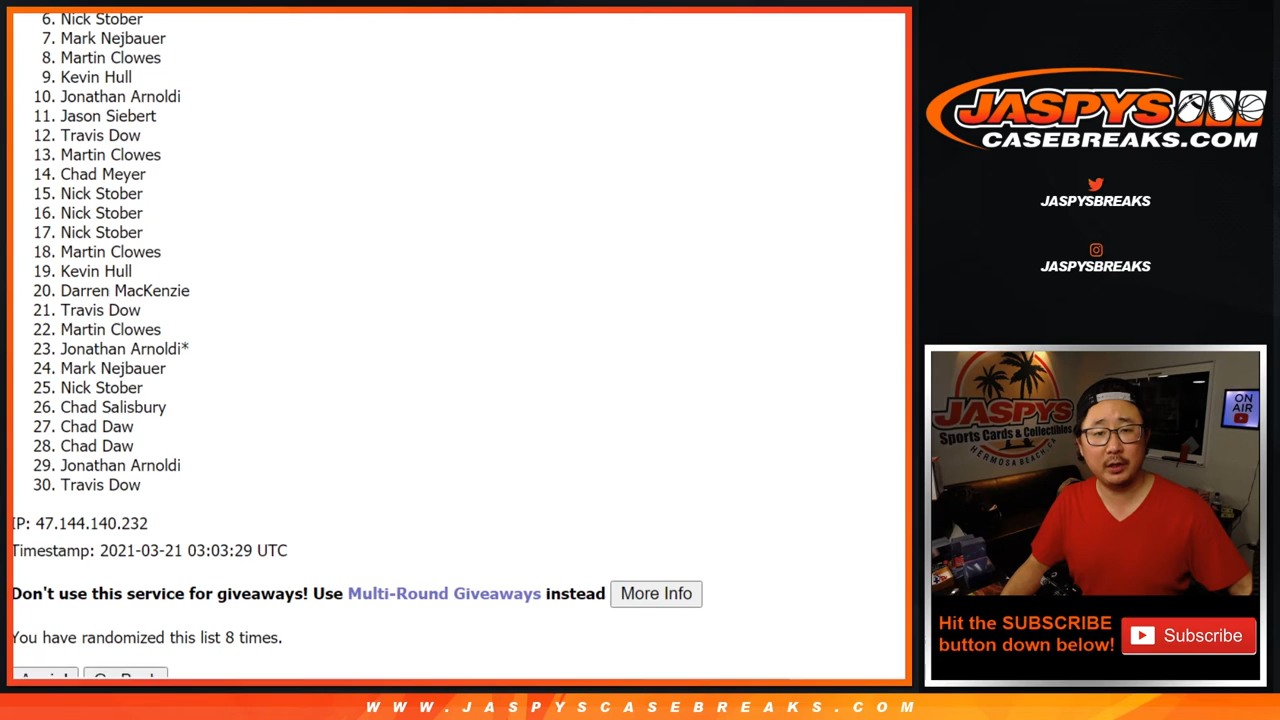 6. Nick Stober
7. Mark Nejbauer
8. Martin Clowes
9. Kevin Hull
10. Jonathan Arnoldi
11. Jason Siebert
12. Travis Dow
13. Martin Clowes
14. Chad Meyer
15. Nick Stober
16. Nick Stober
17. Nick Stober
18. Martin Clowes
19. Kevin Hull
20. Darren MacKenzie
21. Travis Dow
22. Martin Clowes
23. Jonathan Arnoldi*
24. Mark Nejbauer
25. Nick Stober
26. Chad Salisbury
27. Chad Daw
28. Chad Daw
29. Jonathan Arnoldi
30. Travis Dow
IP: 47.144.140.232
Timestamp: 2021-03-21 03:03:29 UTC
Don't use this service for giveaways! Use Multi-Round Giveaways instead More Info
You have randomized this list 8 times.
JASPYS
CASEBREAKS.COM
JASPYSBREAKS
JASPYSBREAKS
JASPYS
Sports Cards & Collectibles
HERMOSA BEACH, CA
ON
AIR
Hit the SUBSCRIBE
button down below!
Subscribe
WWW.JASPYSCASEBREAKS.COM